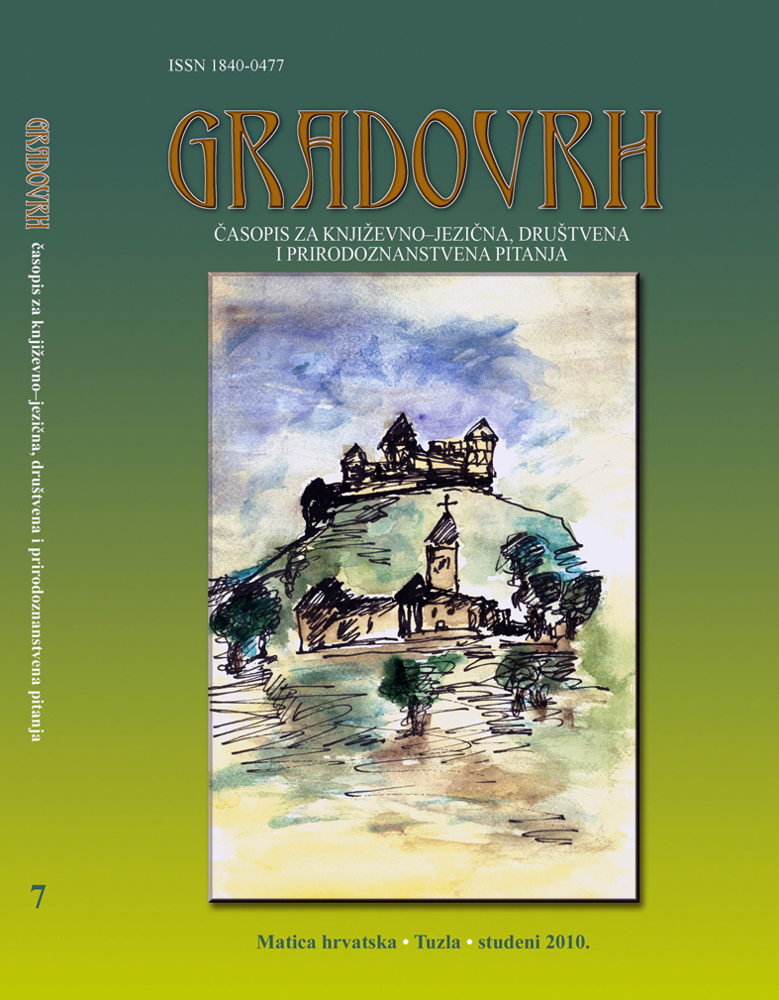 ISSN 1840-0477
GRADOVRH
ČASOPIS ZA KNJIŽEVNO–JEZIČNA, DRUŠTVENA
I PRIRODOZNANSTVENA PITANJA
Matica hrvatska • Tuzla • studeni 2010.
GRADOVRH časopis za književno–jezična, društvena i prirodoznanstvena pitanja
7